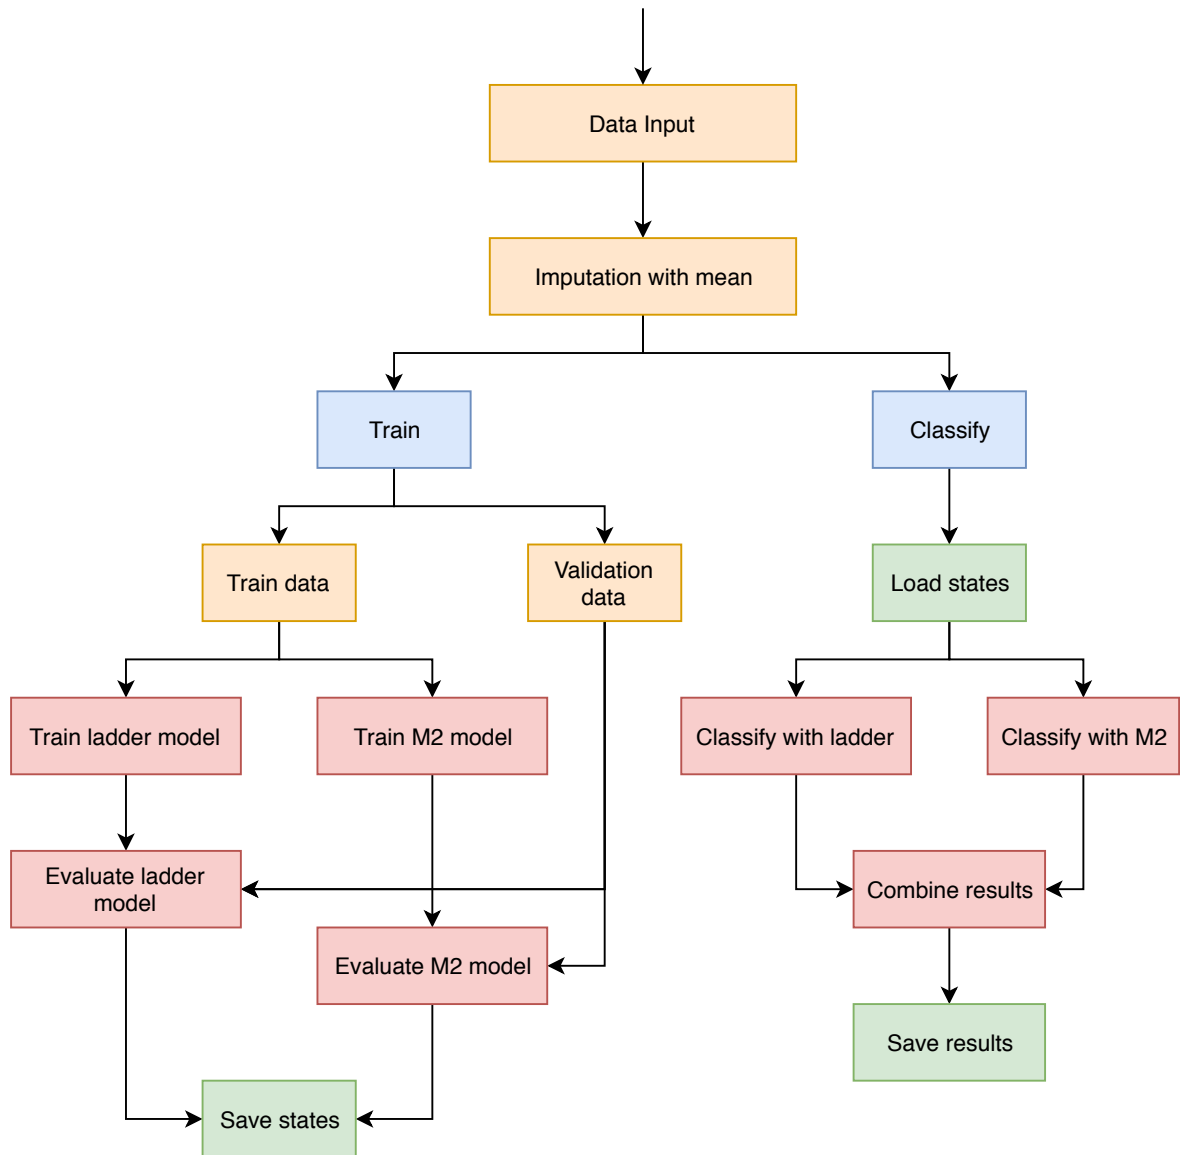 Data Input
Imputation with mean
Train
Classify
Train data
Validation
data
Load states
Train ladder model
Train M2 model
Classify with ladder
Classify with M2
Evaluate ladder
model
Combine results
Evaluate M2 model
Save results
Save states